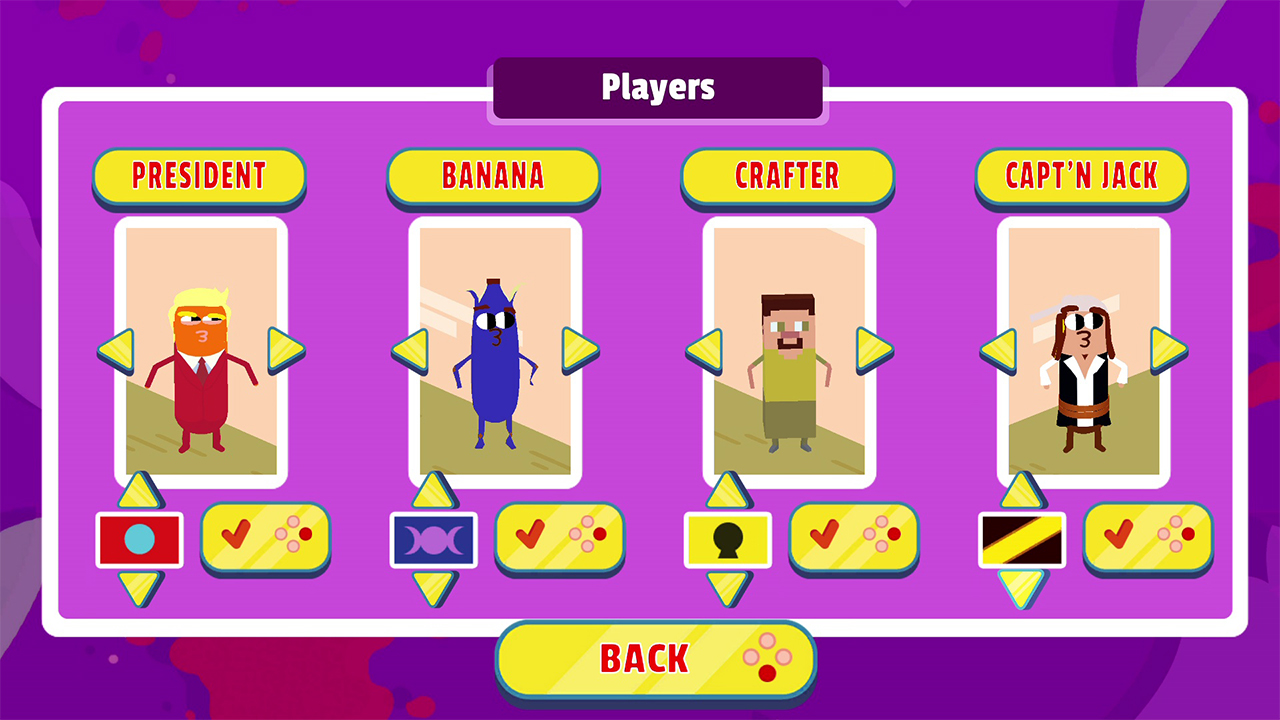 Players
PRESIDENT
BANANA
CRAFTER
CAPT'N JACK
BACK